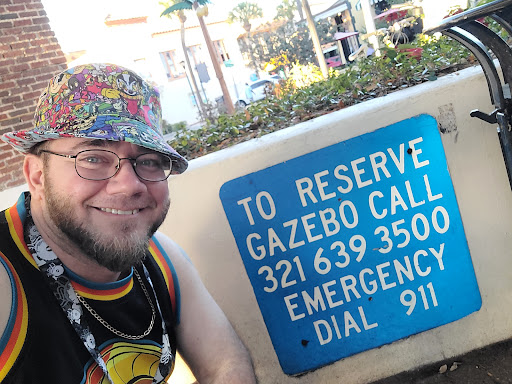 TO RESERVE
GAZEBO CALL
321 639 3500
EMERGENCY
DIAL 911